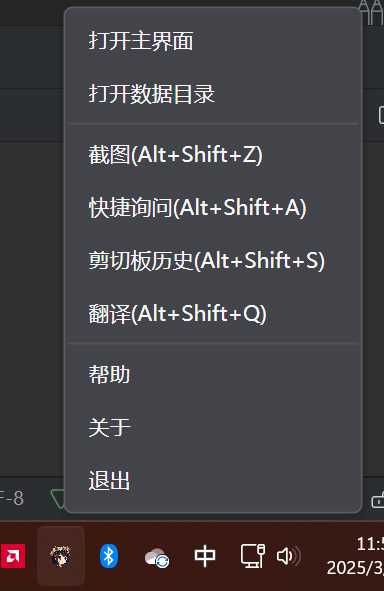 打开主界面
打开数据目录
截图(Alt+Shift+Z)
快捷询问(Alt+Shift+A)
剪切板历史(Alt+Shift+S)
翻译(Alt+Shift+Q)
帮助
关于
退出
F-8
中
11:5
2025/3/